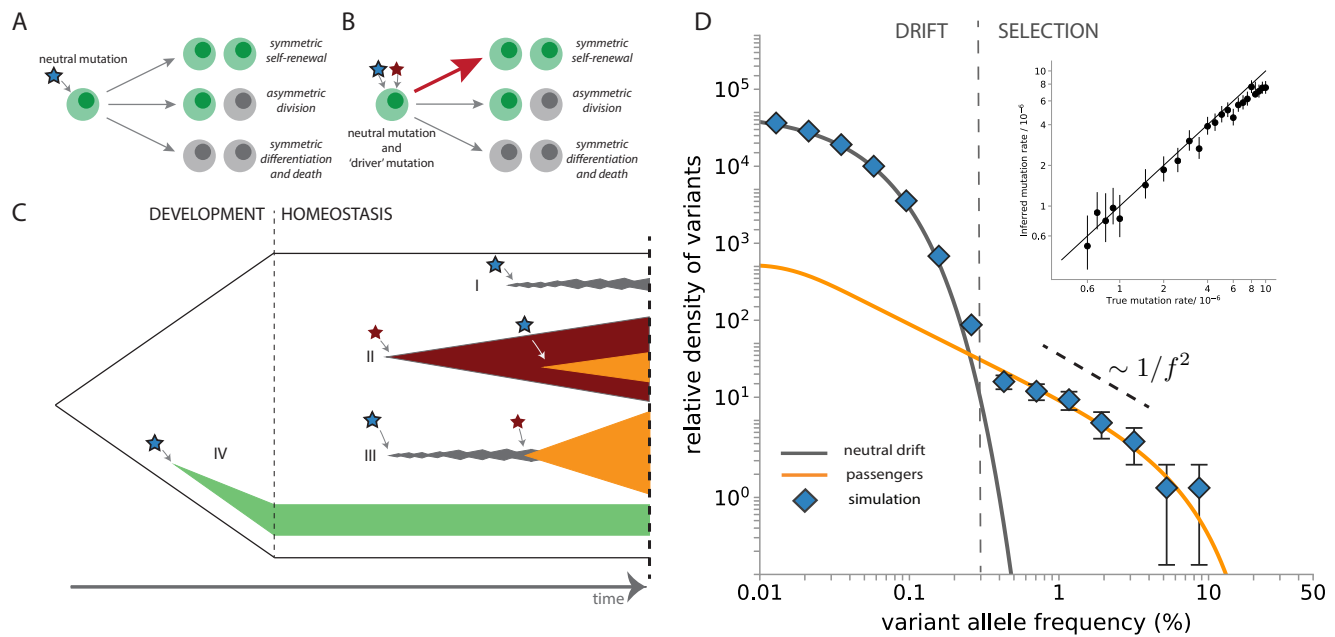 A
neutral mutation
symmetric
self-renewal
asymmetric
division
symmetric
differentiation
and death
B
neutral mutation
and
'driver' mutation
symmetric
self-renewal
asymmetric
division
symmetric
differentiation
and death
C
DEVELOPMENT
HOMEOSTASIS
I
II
III
IV
time
D
DRIFT
SELECTION
relative density of variants
10^5
10^4
10^3
10^2
10^1
10^0
neutral drift
passengers
simulation
~ 1/f^2
0.01
0.1
1
10
50
variant allele frequency (%)
Inferred mutation rate / 10^-6
10
8
6
4
2
1
0.6
0.6
1
2
4
6
8
10
True mutation rate/ 10^-6